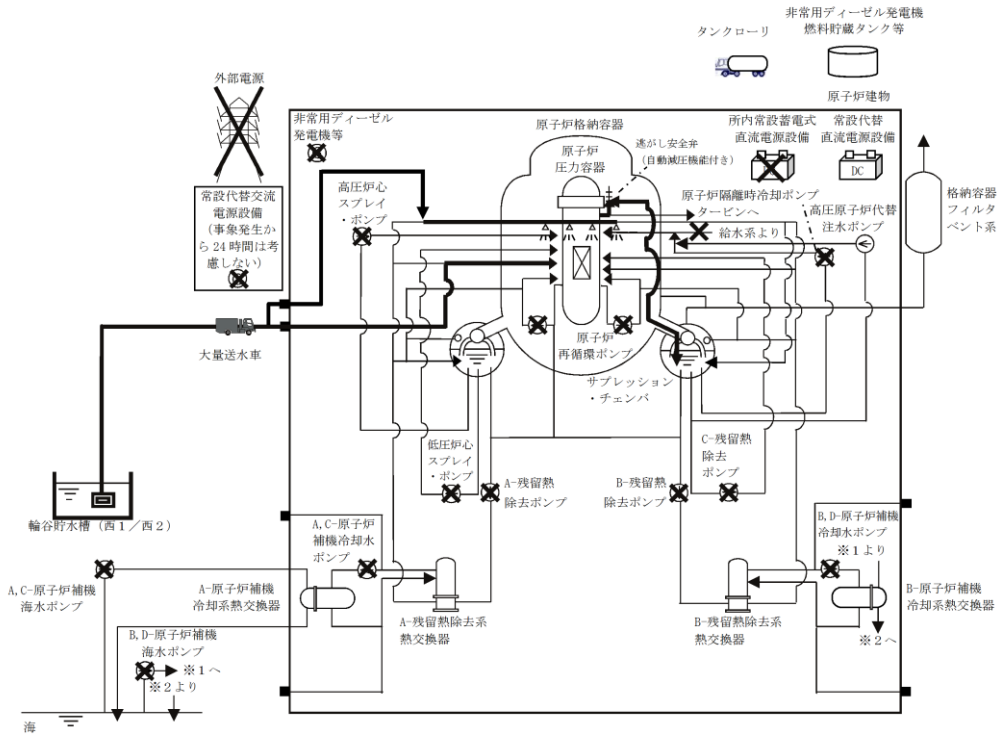 タンクローリ
非常用ディーゼル発電機
燃料貯蔵タンク等
外部電源
非常用ディーゼル
発電機等
原子炉格納容器
原子炉
圧力容器
逃がし安全弁
(自動減圧機能付き)
原子炉建物
所内常設蓄電式
直流電源設備
常設代替
直流電源設備
DC
常設代替交流
電源設備
(事象発生か
ら24時間は考
慮しない)
高圧炉心
スプレイ
・ポンプ
原子炉隔離時冷却ポンプ
タービンへ
給水系より
高圧原子炉代替
注水ポンプ
格納容器
フィルタ
ベント系
大量送水車
原子炉
再循環ポンプ
サプレッション
・チェンバ
低圧炉心
スプレイ
・ポンプ
A-残留熱
除去ポンプ
B-残留熱
除去ポンプ
C-残留熱
除去
ポンプ
輪谷貯水槽(西1/西2)
A,C-原子炉
補機冷却水
ポンプ
B,D-原子炉補機
冷却水ポンプ
※1より
A,C-原子炉補機
海水ポンプ
A-原子炉補機
冷却系熱交換器
A-残留熱除去系
熱交換器
B-残留熱除去系
熱交換器
B-原子炉補機
冷却系熱交換器
※2へ
B,D-原子炉補機
海水ポンプ
※1へ
※2より
海